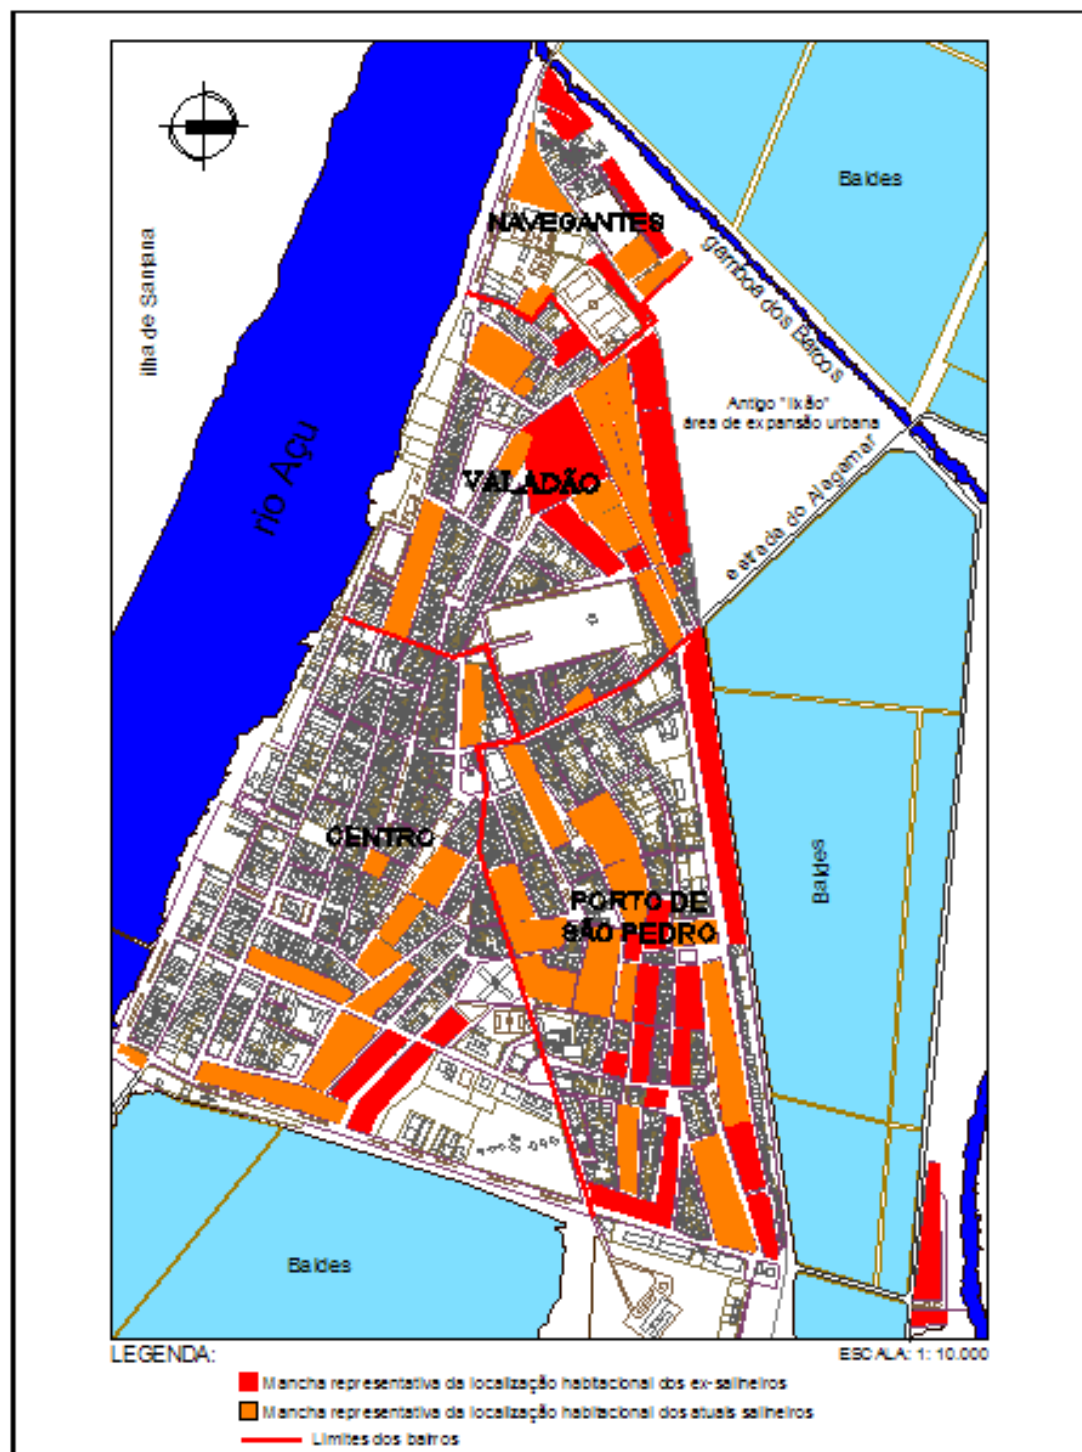 Baldes
NAVEGANTES
ilha de Santana
gamboa dos Barcos
Antigo "lixão"
área de expansão urbana
rio Açu
VALADÃO
estrada do Alagamar
CENTRO
Baldes
PORTO DE
SÃO PEDRO
Baldes
LEGENDA:
ESCALA: 1: 10.000
Mancha representativa da localização habitacional dos ex-salineiros
Mancha representativa da localização habitacional dos atuais salineiros
Limites dos bairros